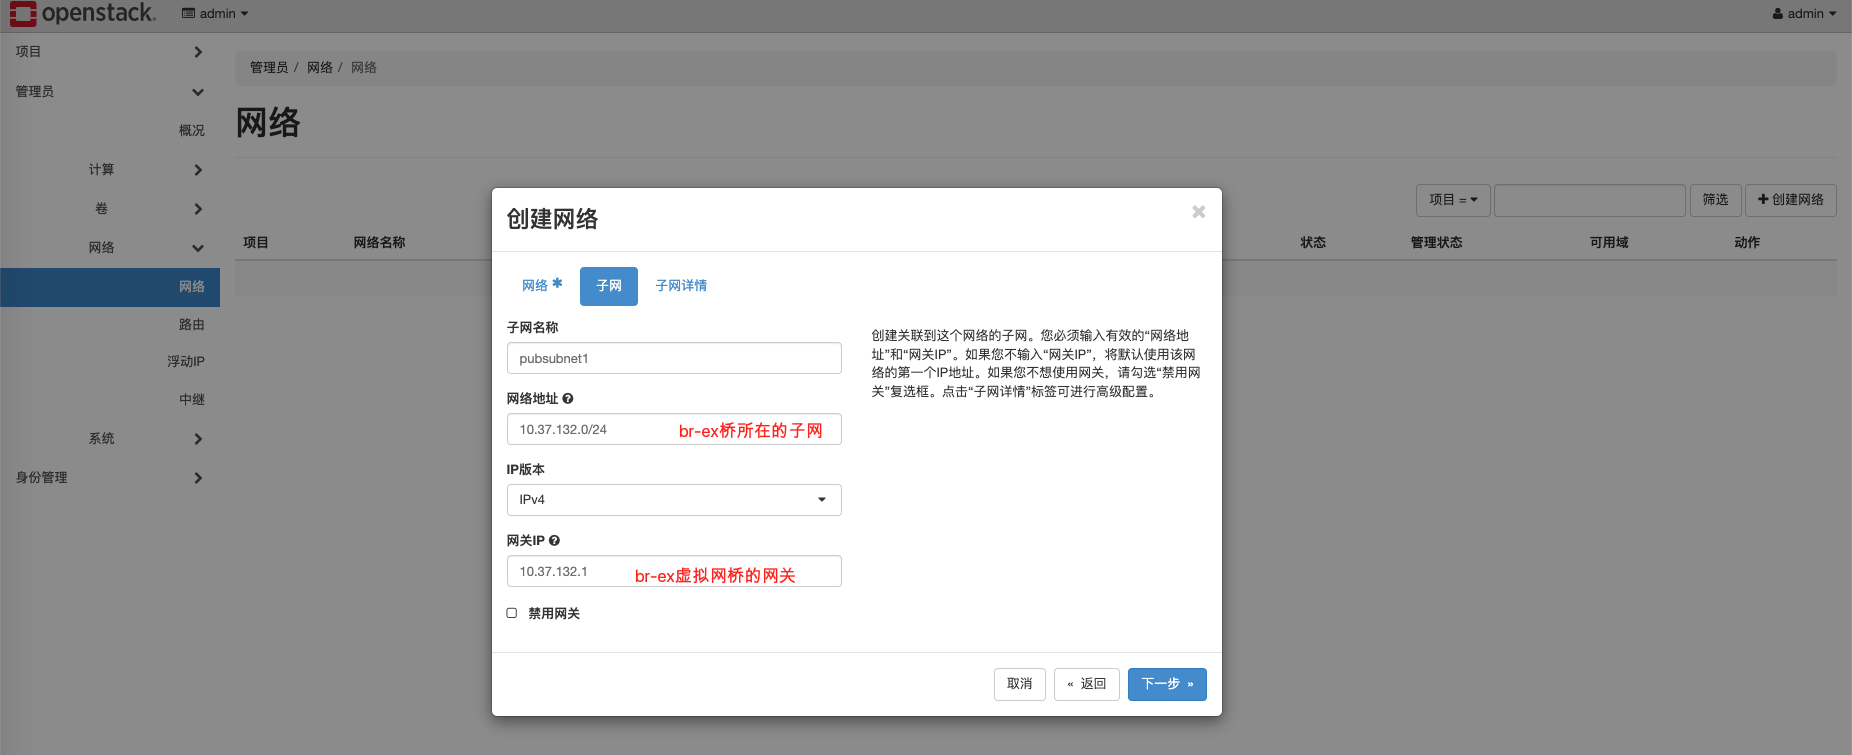 openstack.
admin
admin
项目
管理员
概况
计算
卷
网络
网络
路由
浮动IP
中继
系统
身份管理
管理员 / 网络 / 网络
网络
项目 =
筛选
创建网络
项目
网络名称
状态
管理状态
可用域
动作
创建网络
×
网络 *
子网
子网详情
子网名称
pubsubnet1
网络地址
10.37.132.0/24
br-ex桥所在的子网
IP版本
IPv4
网关IP
10.37.132.1
br-ex虚拟网桥的网关
禁用网关
创建关联到这个网络的子网。您必须输入有效的“网络地
址”和“网关IP”。如果您不输入“网关IP”，将默认使用该网
络的第一个IP地址。如果您不想使用网关，请勾选“禁用网
关”复选框。点击“子网详情”标签可进行高级配置。
取消
« 返回
下一步 »